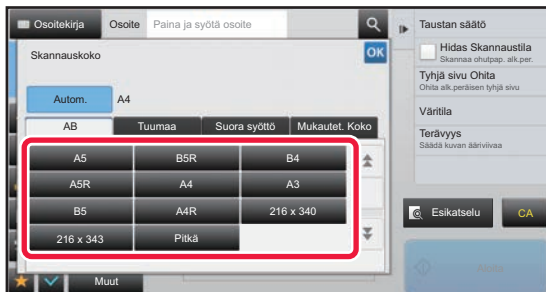 Osoitekirja
Osoite
Paina ja syötä osoite
Skannauskoko
OK
Autom.
A4
AB
Tuumaa
Suora syöttö
Mukautet. Koko
A5
B5R
B4
A5R
A4
A3
B5
A4R
216 x 340
216 x 343
Pitkä
Muut
Taustan säätö
Hidas Skannaustila
Skannaa ohutpap. alk.per.
Tyhjä sivu Ohita
Ohita alk.peräisen tyhjä sivu
Väritila
Terävyys
Säädä kuvan ääriviivaa
Esikatselu
CA
Aloita